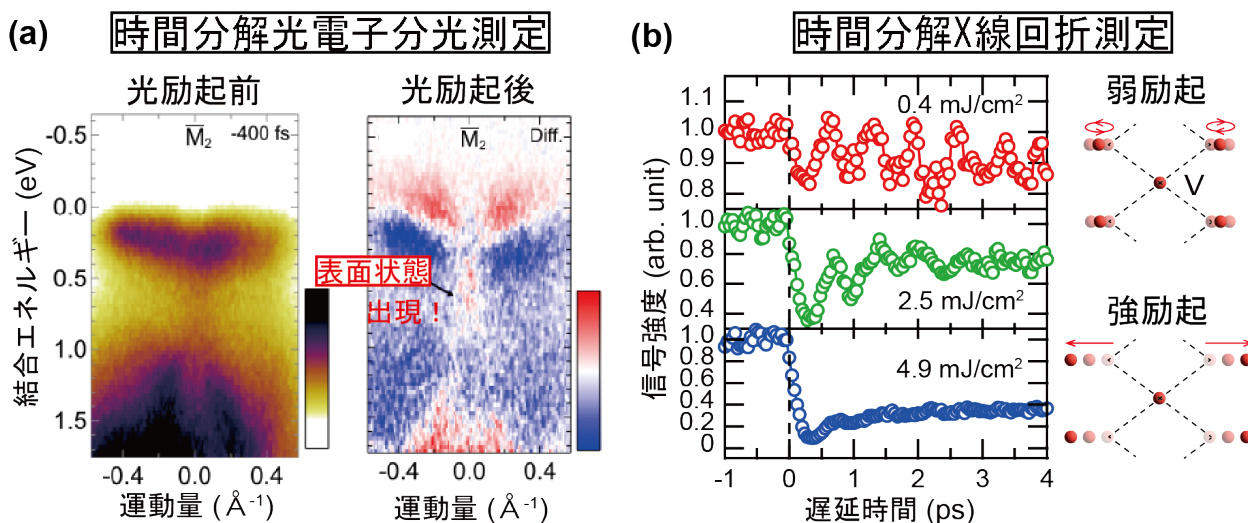 (a)
時間分解光電子分光測定
光励起前
光励起後
M̅₂
-400 fs
M̅₂
Diff.
結合エネルギー (eV)
-0.5
0.0
0.5
1.0
1.5
表面状態
出現！
-0.4
0.0
0.4
-0.4
0.0
0.4
運動量 (Å⁻¹)
運動量 (Å⁻¹)
(b)
時間分解X線回折測定
信号強度 (arb. unit)
1.1
1.0
0.9
0.8
0.4 mJ/cm²
1.0
0.8
0.6
0.4
2.5 mJ/cm²
1.0
0.8
0.6
0.4
0.2
0
4.9 mJ/cm²
-1
0
1
2
3
4
遅延時間 (ps)
弱励起
V
強励起